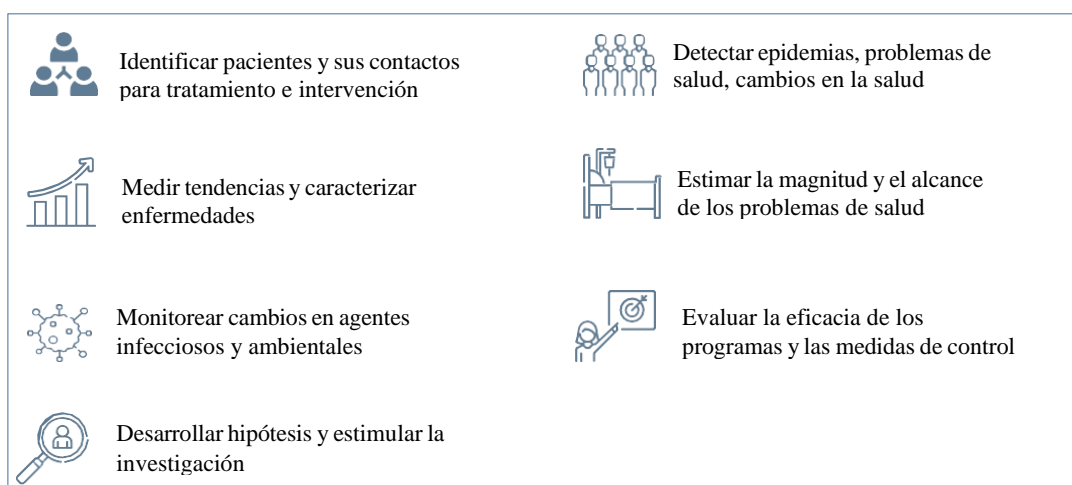 Identificar pacientes y sus contactos
para tratamiento e intervención
Detectar epidemias, problemas de
salud, cambios en la salud
Medir tendencias y caracterizar
enfermedades
Estimar la magnitud y el alcance
de los problemas de salud
Monitorear cambios en agentes
infecciosos y ambientales
Evaluar la eficacia de los
programas y las medidas de control
Desarrollar hipótesis y estimular la
investigación